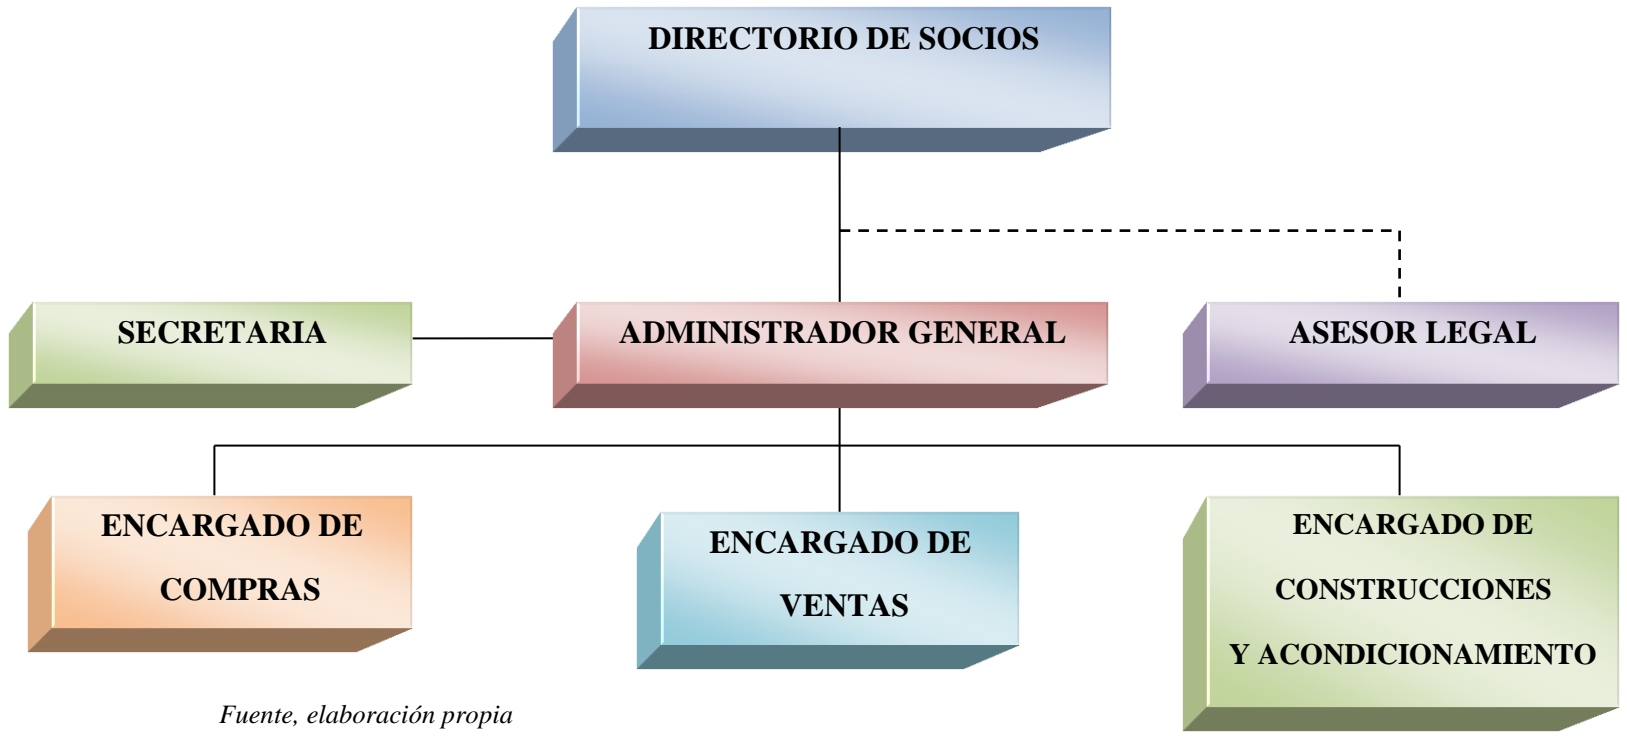 DIRECTORIO DE SOCIOS
SECRETARIA
ADMINISTRADOR GENERAL
ASESOR LEGAL
ENCARGADO DE
COMPRAS
ENCARGADO DE
VENTAS
ENCARGADO DE
CONSTRUCCIONES
Y ACONDICIONAMIENTO
Fuente, elaboración propia